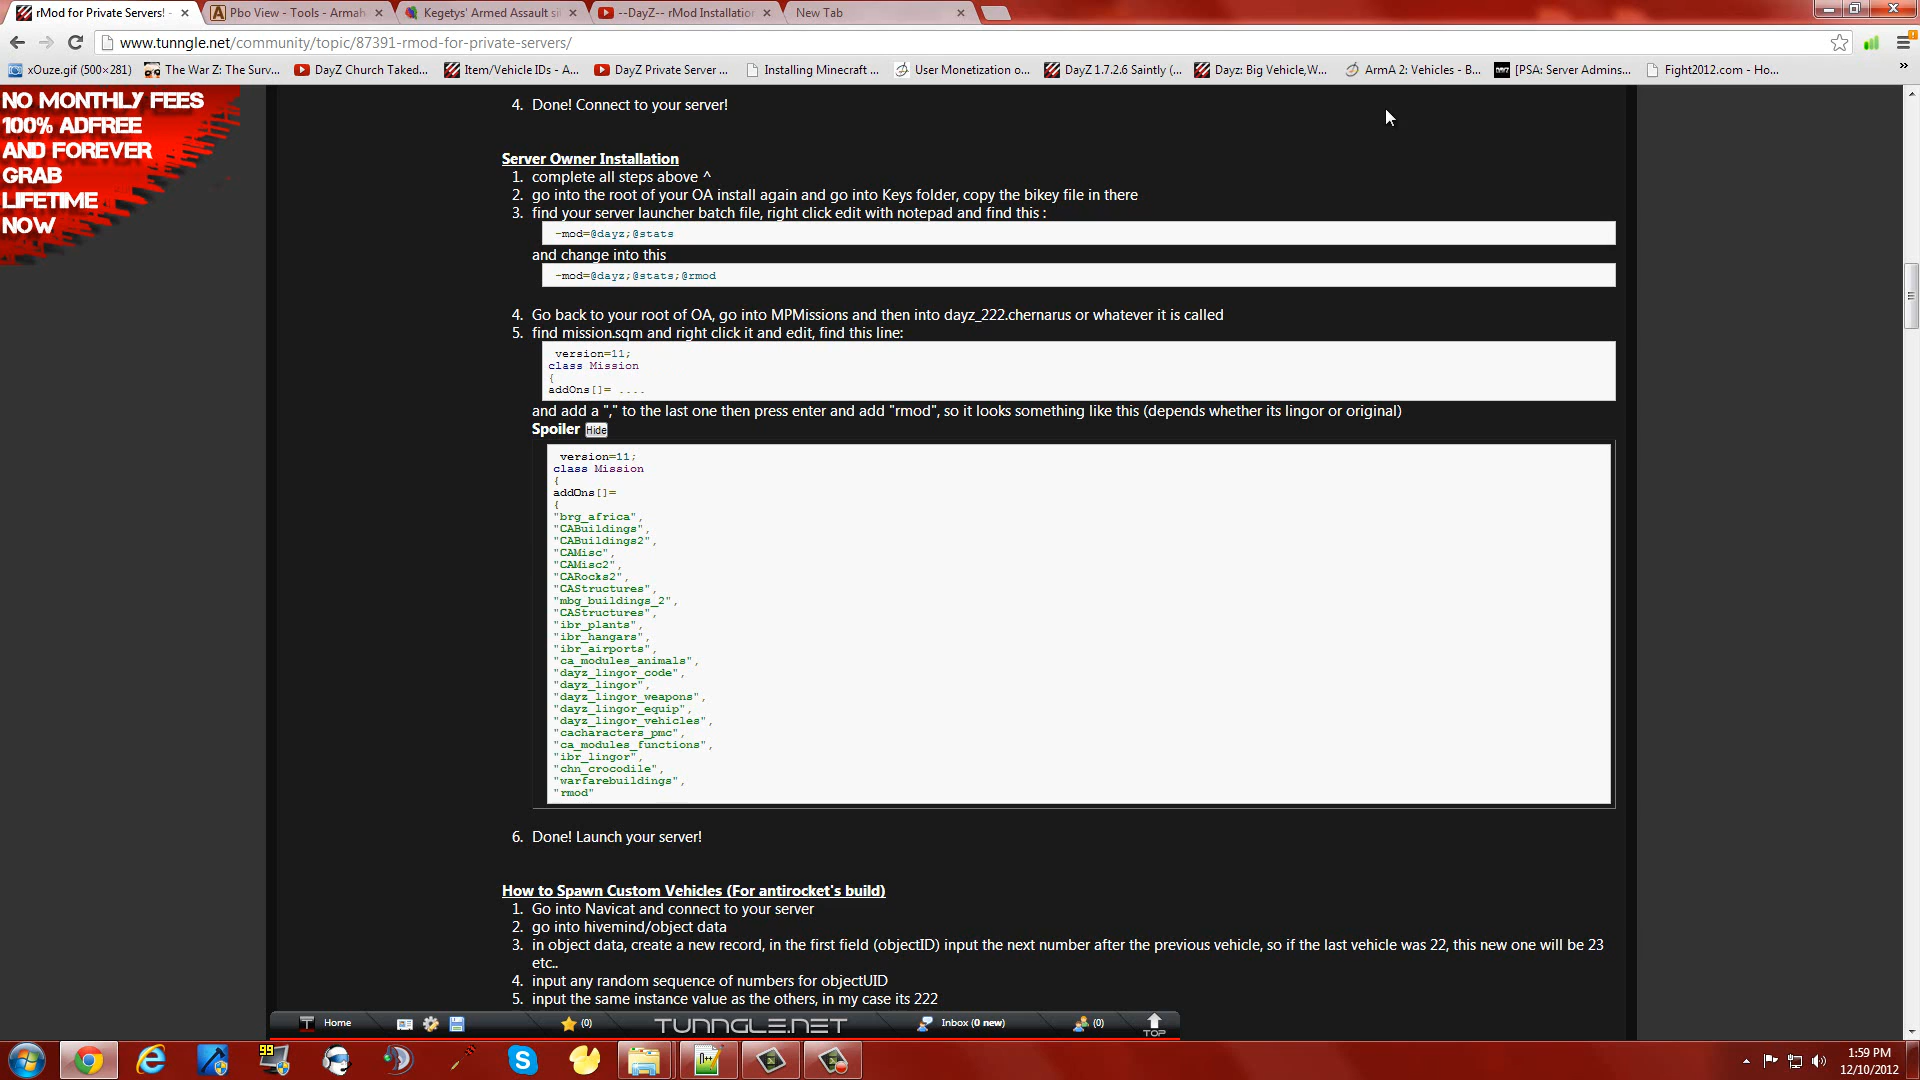 rMod for Private Servers! -
Pbo View - Tools - Armah
Kegetys' Armed Assault si
--DayZ-- rMod Installation
New Tab
www.tunngle.net/community/topic/87391-rmod-for-private-servers/
xOuze.gif (500×281)
The War Z: The Surv...
DayZ Church Taked...
Item/Vehicle IDs - A...
DayZ Private Server ...
Installing Minecraft ...
User Monetization o...
DayZ 1.7.2.6 Saintly (...
Dayz: Big Vehicle,W...
ArmA 2: Vehicles - B...
[PSA: Server Admins...
Fight2012.com - Ho...
»
NO MONTHLY FEES
100% ADFREE
AND FOREVER
GRAB
LIFETIME
NOW
4. Done! Connect to your server!
Server Owner Installation
1. complete all steps above ^
2. go into the root of your OA install again and go into Keys folder, copy the bikey file in there
3. find your server launcher batch file, right click edit with notepad and find this :
-mod=@dayz;@stats
and change into this
-mod=@dayz;@stats;@rmod
4. Go back to your root of OA, go into MPMissions and then into dayz_222.chernarus or whatever it is called
5. find mission.sqm and right click it and edit, find this line:
version=11;
class Mission
{
addOns[]= ....
and add a "," to the last one then press enter and add "rmod", so it looks something like this (depends whether its lingor or original)
Spoiler Hide
version=11;
class Mission
{
addOns[]=
{
"brg_africa",
"CABuildings",
"CABuildings2",
"CAMisc",
"CAMisc2",
"CARocks2",
"CAStructures",
"mbg_buildings_2",
"CAStructures",
"ibr_plants",
"ibr_hangars",
"ibr_airports",
"ca_modules_animals",
"dayz_lingor_code",
"dayz_lingor",
"dayz_lingor_weapons",
"dayz_lingor_equip",
"dayz_lingor_vehicles",
"cacharacters_pmc",
"ca_modules_functions",
"ibr_lingor",
"chn_crocodile",
"warfarebuildings",
"rmod"
6. Done! Launch your server!
How to Spawn Custom Vehicles (For antirocket's build)
1. Go into Navicat and connect to your server
2. go into hivemind/object data
3. in object data, create a new record, in the first field (objectID) input the next number after the previous vehicle, so if the last vehicle was 22, this new one will be 23
etc..
4. input any random sequence of numbers for objectUID
5. input the same instance value as the others, in my case its 222
Home
(0)
TUNNGLE.NET
Inbox (0 new)
(0)
TOP
99
1:59 PM
12/10/2012